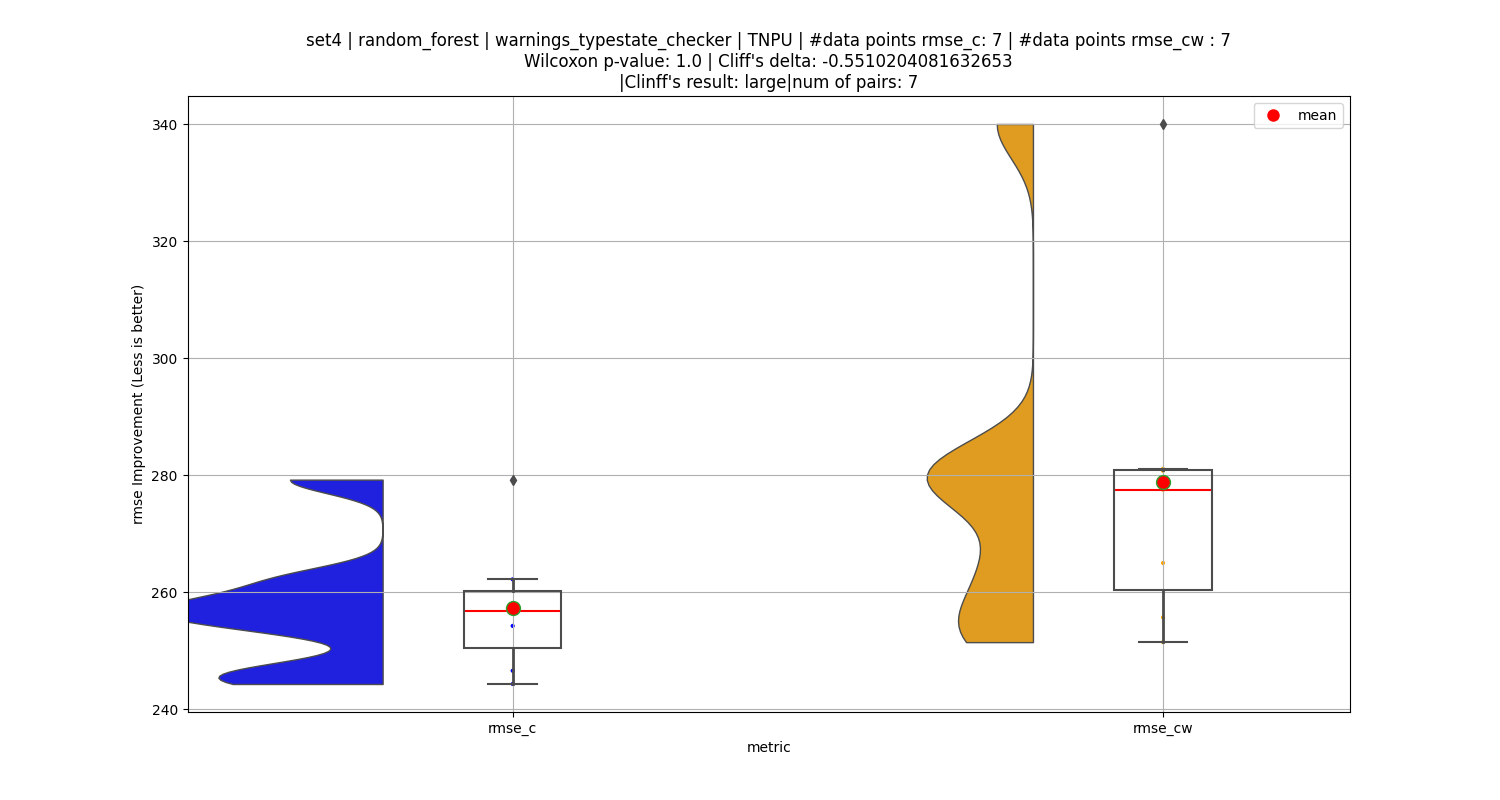 set4 | random_forest | warnings_typestate_checker | TNPU | #data points rmse_c: 7 | #data points rmse_cw : 7
Wilcoxon p-value: 1.0 | Cliff's delta: -0.5510204081632653
|Clinff's result: large|num of pairs: 7
mean
340
320
300
280
260
240
rmse Improvement (Less is better)
rmse_c
rmse_cw
metric